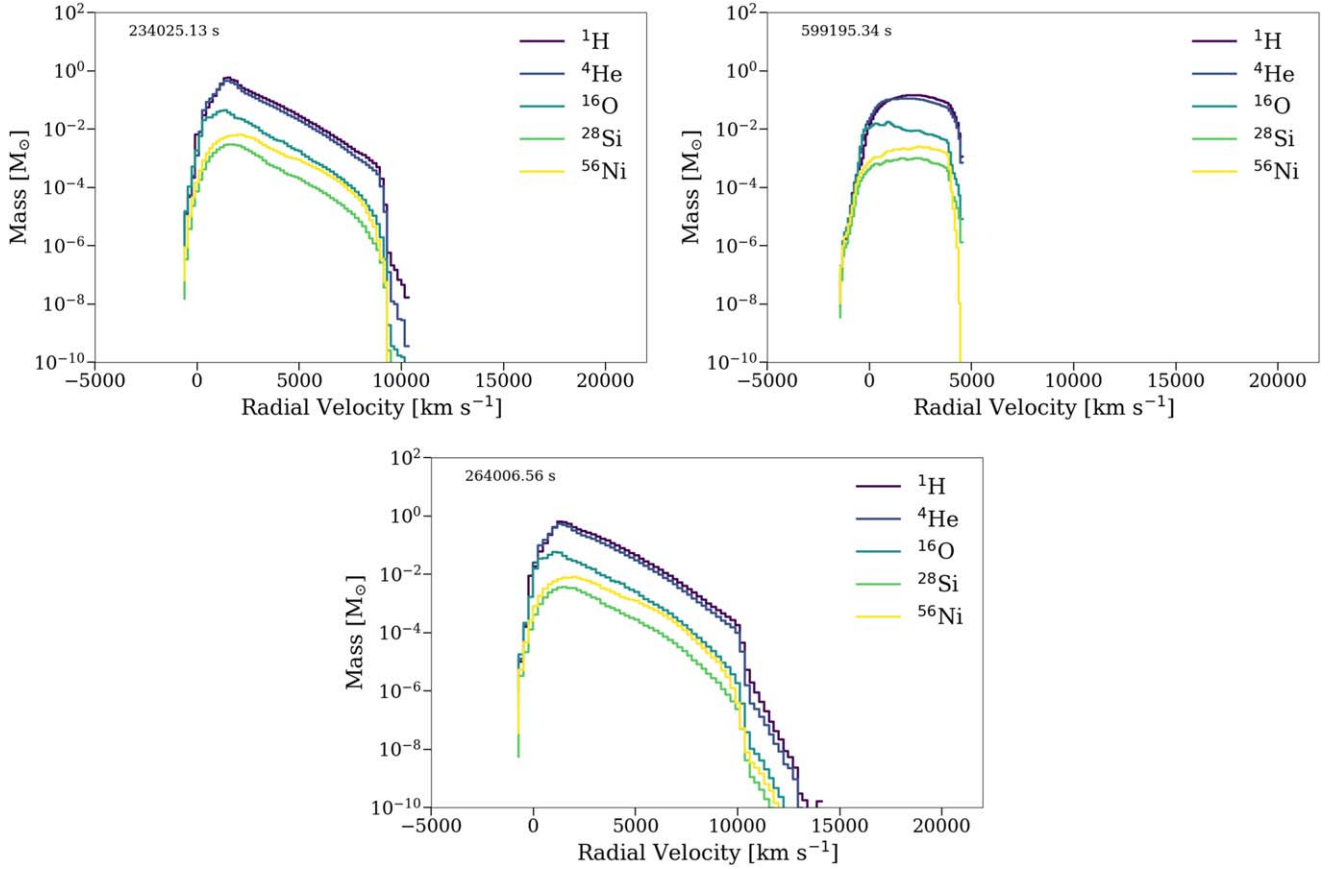 10²
234025.13 s
¹H
10⁰
⁴He
¹⁶O
10⁻²
²⁸Si
⁵⁶Ni
10⁻⁴
Mass [M⊙]
10⁻⁶
10⁻⁸
10⁻¹⁰
−5000 0 5000 10000 15000 20000
Radial Velocity [km s⁻¹]
10²
599195.34 s
¹H
10⁰
⁴He
¹⁶O
10⁻²
²⁸Si
⁵⁶Ni
10⁻⁴
Mass [M⊙]
10⁻⁶
10⁻⁸
10⁻¹⁰
−5000 0 5000 10000 15000 20000
Radial Velocity [km s⁻¹]
10²
264006.56 s
¹H
10⁰
⁴He
¹⁶O
10⁻²
²⁸Si
⁵⁶Ni
10⁻⁴
Mass [M⊙]
10⁻⁶
10⁻⁸
10⁻¹⁰
−5000 0 5000 10000 15000 20000
Radial Velocity [km s⁻¹]